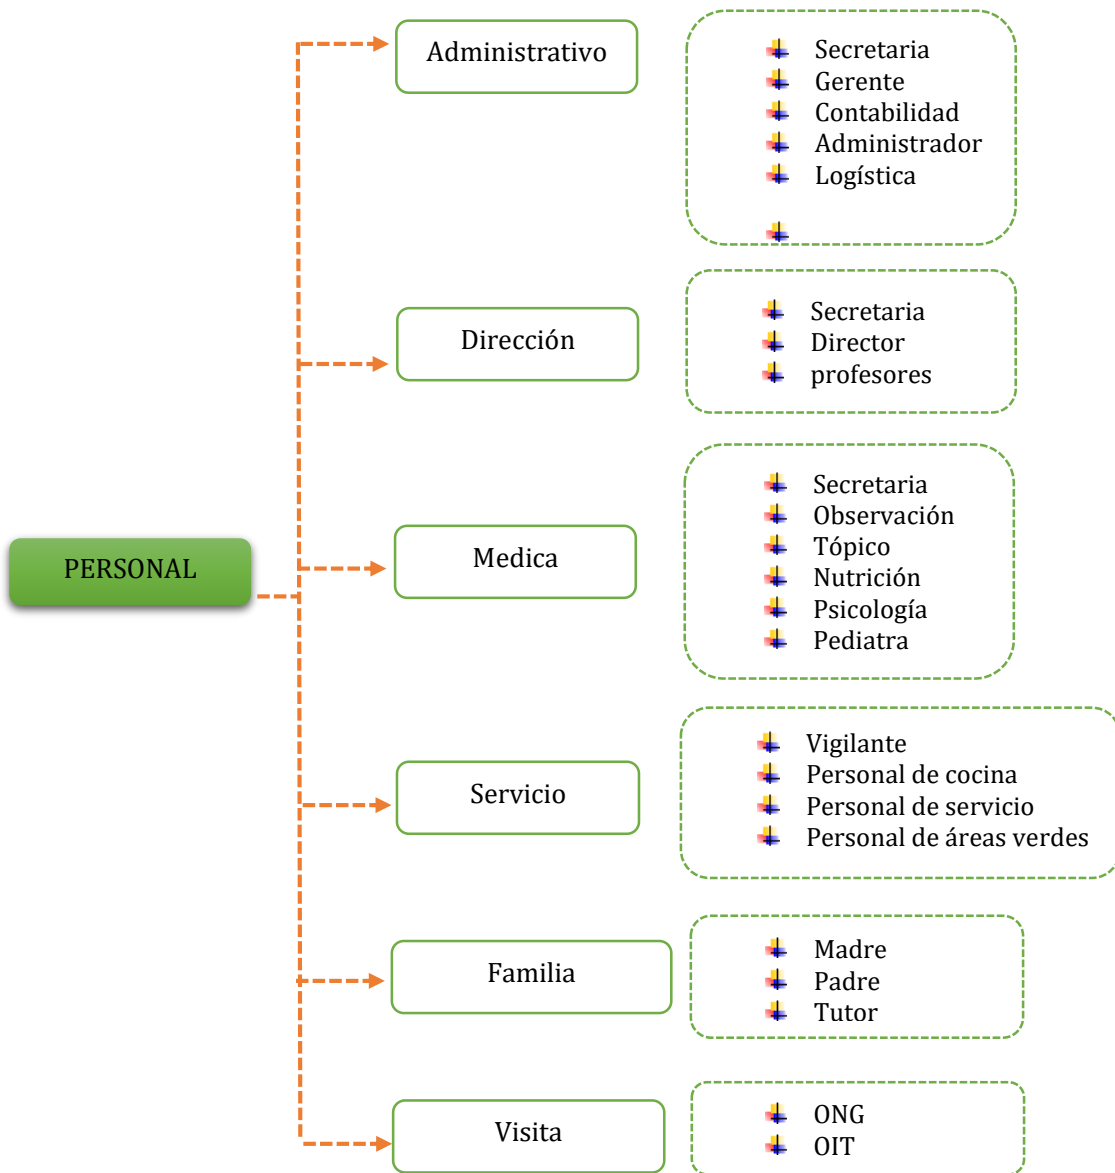 Administrativo
Secretaria
Gerente
Contabilidad
Administrador
Logística
Dirección
Secretaria
Director
profesores
PERSONAL
Medica
Secretaria
Observación
Tópico
Nutrición
Psicología
Pediatra
Servicio
Vigilante
Personal de cocina
Personal de servicio
Personal de áreas verdes
Familia
Madre
Padre
Tutor
Visita
ONG
OIT